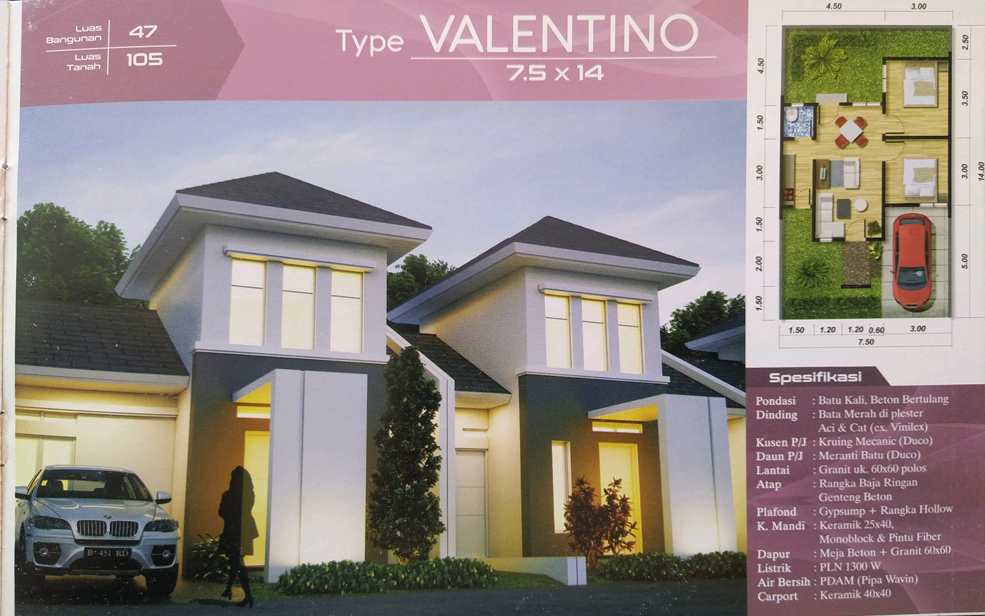 Luas Bangunan 47
Luas Tanah 105
Type VALENTINO
7.5 x 14
4.50 3.00
4.50
1.50
3.00
1.50
2.00
1.50
2.50
3.50
3.00
5.00
14.00
1.50 1.20 1.20 0.60 3.00
7.50
B 451 RD
Spesifikasi
Pondasi : Batu Kali, Beton Bertulang
Dinding : Bata Merah di plester
Aci & Cat (ex. Vinilex)
Kusen P/J : Kruing Mecanic (Duco)
Daun P/J : Meranti Batu (Duco)
Lantai : Granit uk. 60x60 polos
Atap : Rangka Baja Ringan
Genteng Beton
Plafond : Gypsump + Rangka Hollow
K. Mandi : Keramik 25x40,
Monoblock & Pintu Fiber
Dapur : Meja Beton + Granit 60x60
Listrik : PLN 1300 W
Air Bersih : PDAM (Pipa Wavin)
Carport : Keramik 40x40